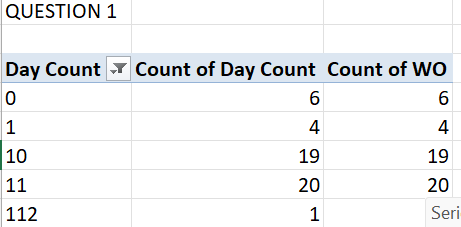 QUESTION 1
Day Count Count of Day Count Count of WO
0 6 6
1 4 4
10 19 19
11 20 20
112 1
Seri